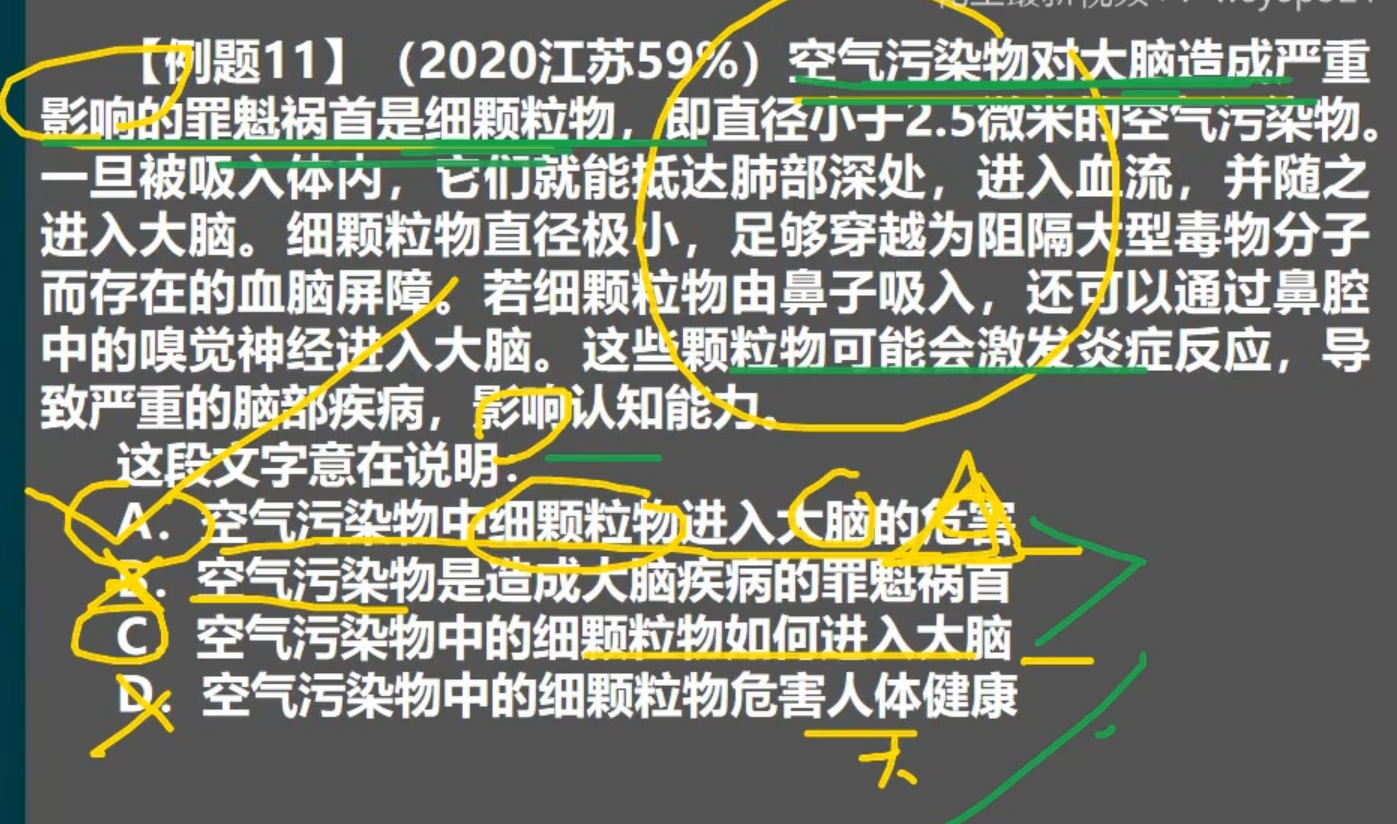 【例题11】（2020江苏59%）空气污染物对大脑造成严重
影响的罪魁祸首是细颗粒物，即直径小于2.5微米的空气污染物。
一旦被吸入体内，它们就能抵达肺部深处，进入血流，并随之
进入大脑。细颗粒物直径极小，足够穿越为阻隔大型毒物分子
而存在的血脑屏障。若细颗粒物由鼻子吸入，还可以通过鼻腔
中的嗅觉神经进入大脑。这些颗粒物可能会激发炎症反应，导
致严重的脑部疾病，影响认知能力。
这段文字意在说明：
A．空气污染物中细颗粒物进入大脑的危害
B．空气污染物是造成大脑疾病的罪魁祸首
C 空气污染物中的细颗粒物如何进入大脑
D．空气污染物中的细颗粒物危害人体健康